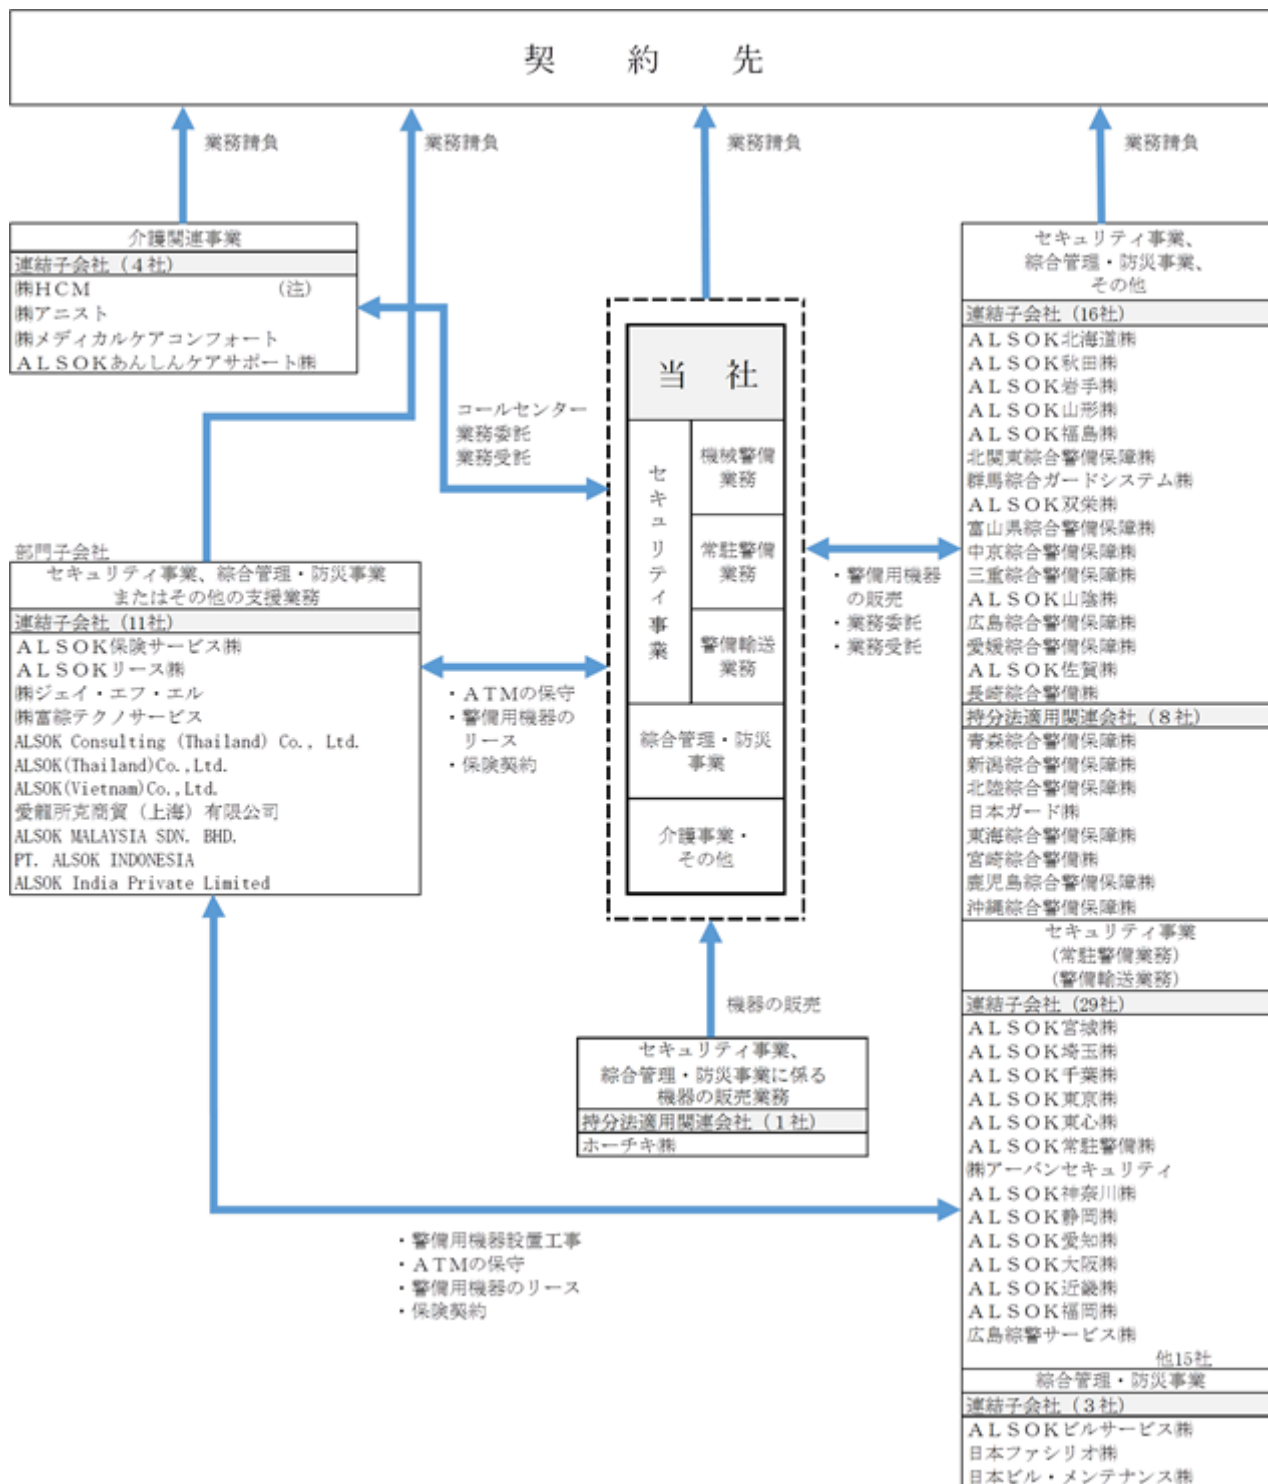 契約先
業務請負
業務請負
業務請負
業務請負
介護関連事業
連結子会社(4社)
㈱HCM (注)
㈱アニスト
㈱メディカルケアコンフォート
ALSOKあんしんケアサポート㈱
コールセンター
業務委託
業務受託
部門子会社
セキュリティ事業、綜合管理・防災事業
またはその他の支援業務
連結子会社(11社)
ALSOK保険サービス㈱
ALSOKリース㈱
㈱ジェイ・エフ・エル
㈱富綜テクノサービス
ALSOK Consulting (Thailand) Co., Ltd.
ALSOK(Thailand)Co.,Ltd.
ALSOK(Vietnam)Co.,Ltd.
愛龍所克商貿(上海)有限公司
ALSOK MALAYSIA SDN. BHD.
PT. ALSOK INDONESIA
ALSOK India Private Limited
・ATMの保守
・警備用機器の
リース
・保険契約
当社
セキュリティ事業
機械警備
業務
常駐警備
業務
警備輸送
業務
綜合管理・防災
事業
介護事業・
その他
・警備用機器
の販売
・業務委託
・業務受託
機器の販売
セキュリティ事業、
綜合管理・防災事業に係る
機器の販売業務
持分法適用関連会社(1社)
ホーチキ㈱
・警備用機器設置工事
・ATMの保守
・警備用機器のリース
・保険契約
セキュリティ事業、
綜合管理・防災事業、
その他
連結子会社(16社)
ALSOK北海道㈱
ALSOK秋田㈱
ALSOK岩手㈱
ALSOK山形㈱
ALSOK福島㈱
北関東綜合警備保障㈱
群馬綜合ガードシステム㈱
ALSOK双栄㈱
富山県綜合警備保障㈱
中京綜合警備保障㈱
三重綜合警備保障㈱
ALSOK山陰㈱
広島綜合警備保障㈱
愛媛綜合警備保障㈱
ALSOK佐賀㈱
長崎綜合警備㈱
持分法適用関連会社(8社)
青森綜合警備保障㈱
新潟綜合警備保障㈱
北陸綜合警備保障㈱
日本ガード㈱
東海綜合警備保障㈱
宮崎綜合警備㈱
鹿児島綜合警備保障㈱
沖縄綜合警備保障㈱
セキュリティ事業
(常駐警備業務)
(警備輸送業務)
連結子会社(29社)
ALSOK宮城㈱
ALSOK埼玉㈱
ALSOK千葉㈱
ALSOK東京㈱
ALSOK東心㈱
ALSOK常駐警備㈱
㈱アーバンセキュリティ
ALSOK神奈川㈱
ALSOK静岡㈱
ALSOK愛知㈱
ALSOK大阪㈱
ALSOK近畿㈱
ALSOK福岡㈱
広島綜警サービス㈱
他15社
綜合管理・防災事業
連結子会社(3社)
ALSOKビルサービス㈱
日本ファシリオ㈱
日本ビル・メンテナンス㈱